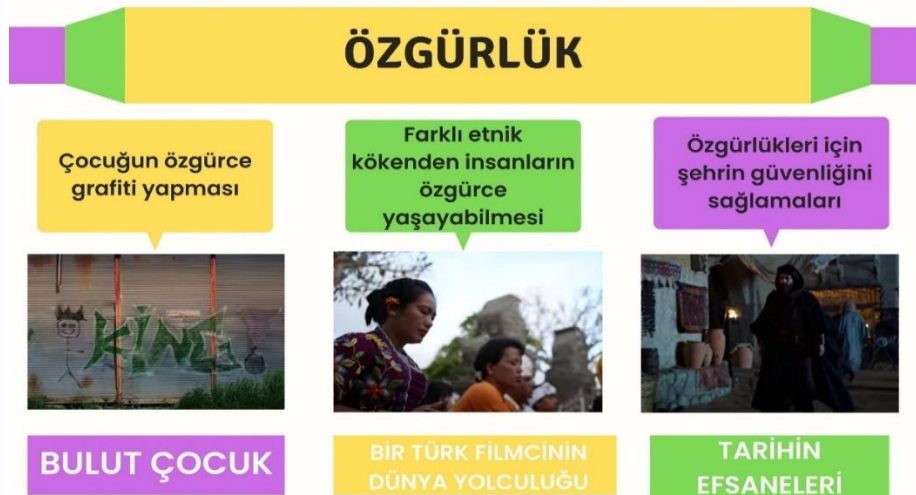 ÖZGÜRLÜK
Çocuğun özgürce
grafiti yapması
Farklı etnik
kökenden insanların
özgürce
yaşayabilmesi
Özgürlükleri için
şehrin güvenliğini
sağlamaları
KiNG
BULUT ÇOCUK
BİR TÜRK FİLMCİNİN
DÜNYA YOLCULUĞU
TARİHİN
EFSANELERİ